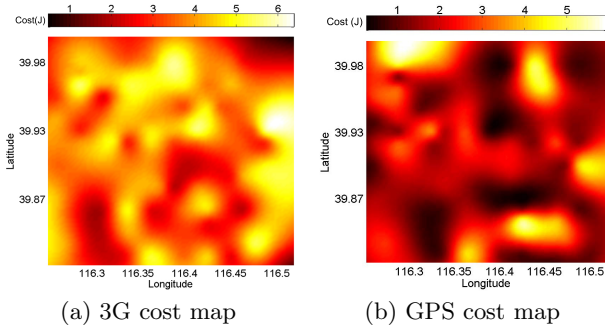 Cost(J) 1 2 3 4 5 6
39.98
39.93
39.87
Latitude
116.3 116.35 116.4 116.45 116.5
Longitude
(a) 3G cost map
Cost (J) 1 2 3 4 5
39.98
39.93
39.87
Latitude
116.3 116.35 116.4 116.45 116.5
Longitude
(b) GPS cost map